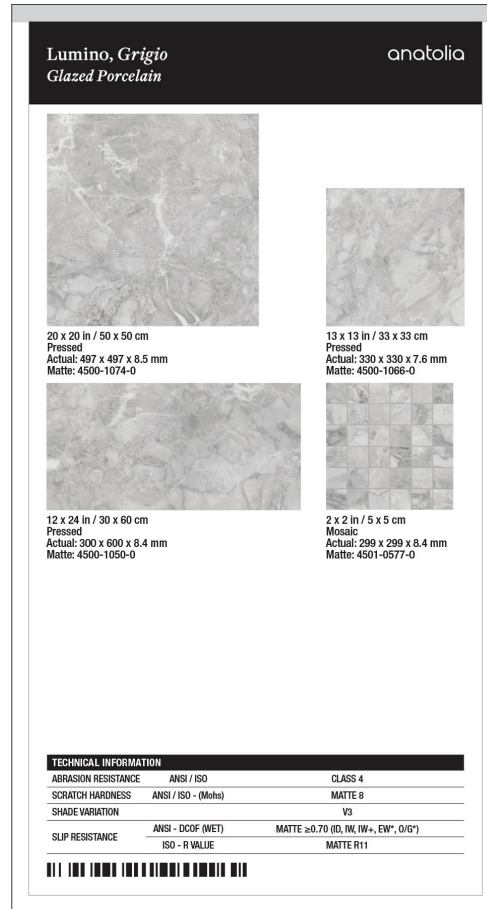 Lumino, Grigio
Glazed Porcelain
anatolia
20 x 20 in / 50 x 50 cm
Pressed
Actual: 497 x 497 x 8.5 mm
Matte: 4500-1074-0
13 x 13 in / 33 x 33 cm
Pressed
Actual: 330 x 330 x 7.6 mm
Matte: 4500-1066-0
12 x 24 in / 30 x 60 cm
Pressed
Actual: 300 x 600 x 8.4 mm
Matte: 4500-1050-0
2 x 2 in / 5 x 5 cm
Mosaic
Actual: 299 x 299 x 8.4 mm
Matte: 4501-0577-0
TECHNICAL INFORMATION
ABRASION RESISTANCE ANSI / ISO CLASS 4
SCRATCH HARDNESS ANSI / ISO - (Mohs) MATTE 8
SHADE VARIATION V3
SLIP RESISTANCE ANSI - DCOF (WET) MATTE ≥0.70 (ID, IW, IW+, EW*, O/G*)
ISO - R VALUE MATTE R11